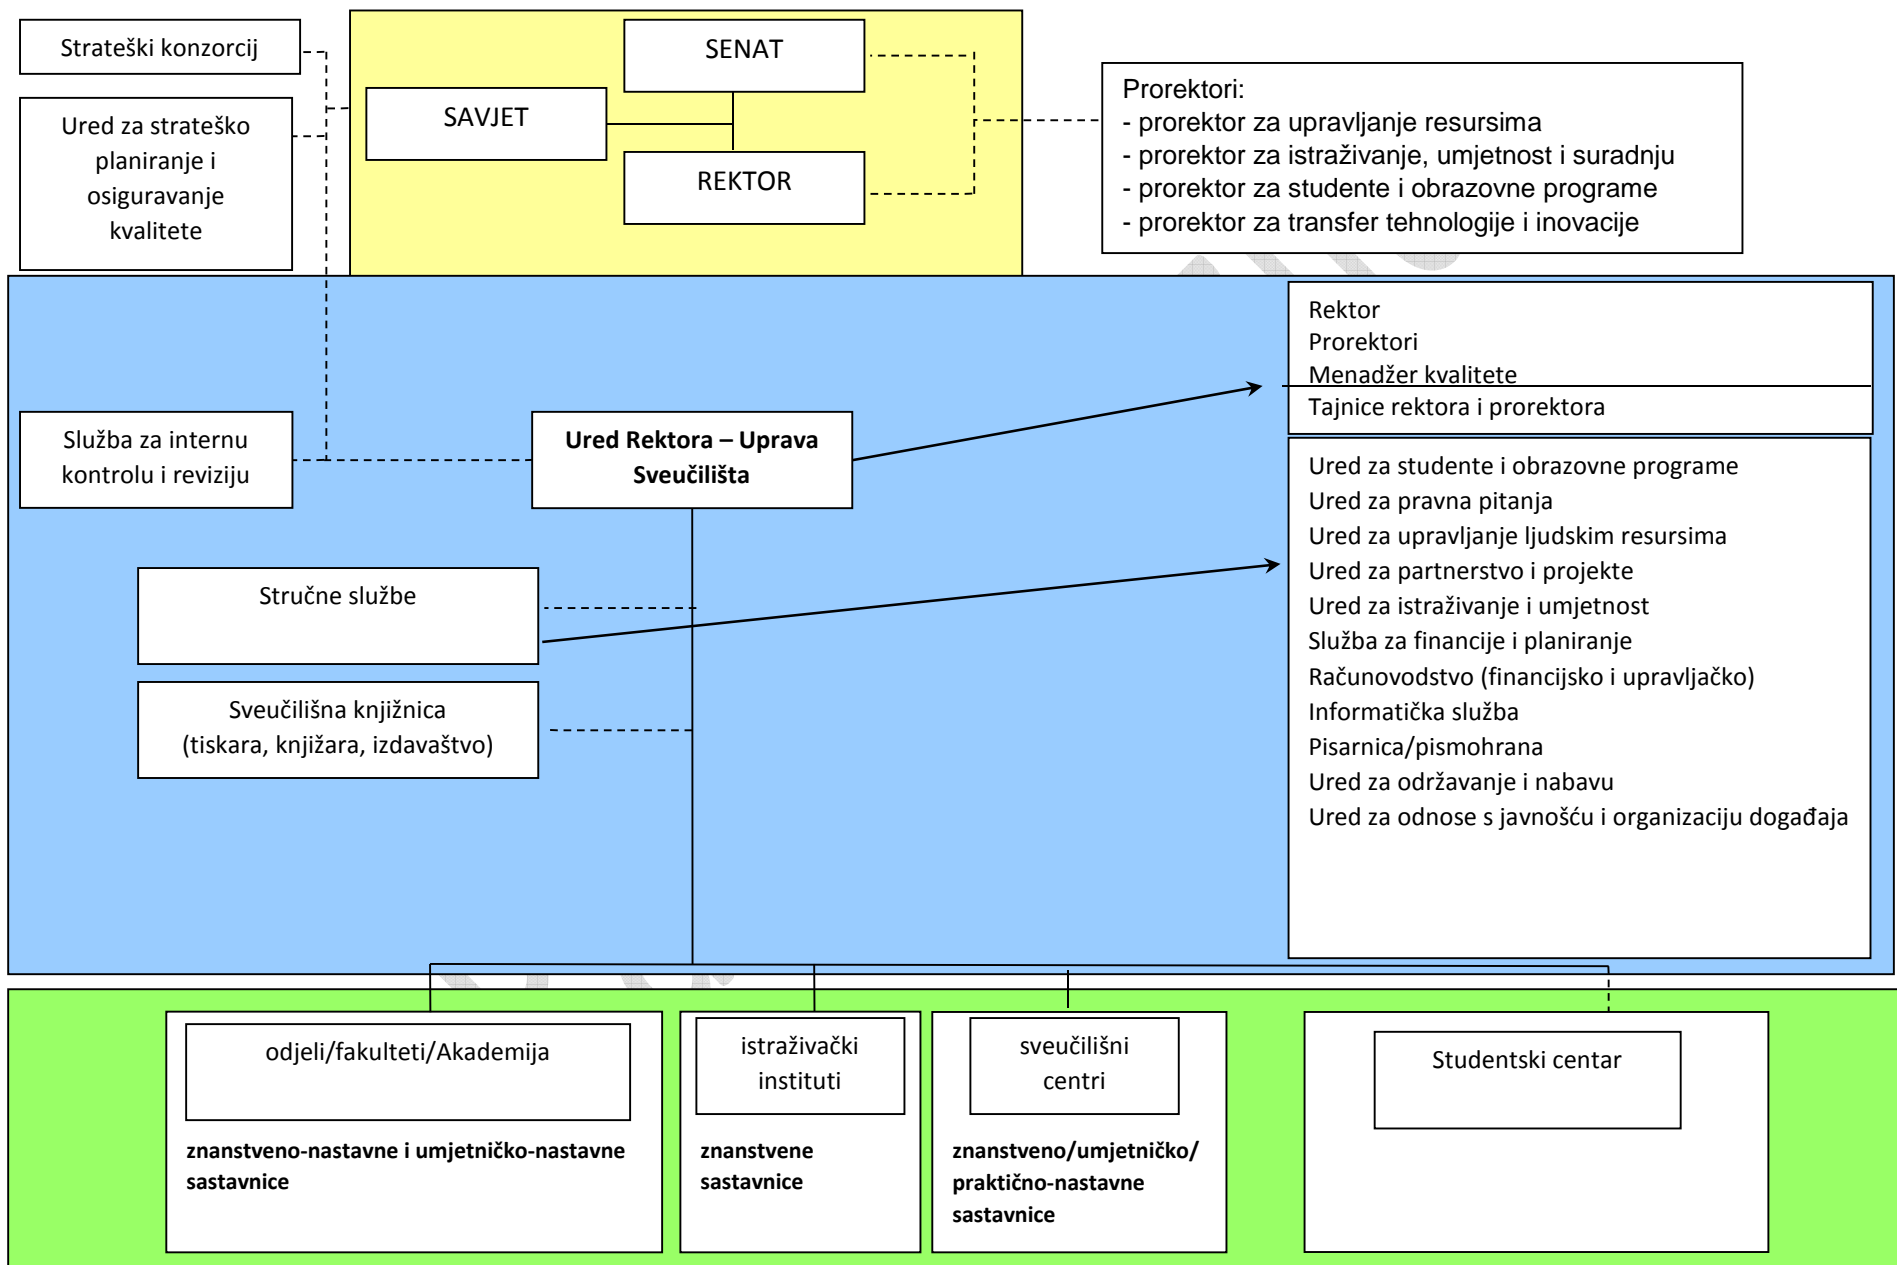 Strateški konzorcij
Ured za strateško
planiranje i
osiguravanje
kvalitete
SENAT
SAVJET
REKTOR
Prorektori:
- prorektor za upravljanje resursima
- prorektor za istraživanje, umjetnost i suradnju
- prorektor za studente i obrazovne programe
- prorektor za transfer tehnologije i inovacije
Rektor
Prorektori
Menadžer kvalitete
Tajnice rektora i prorektora
Služba za internu
kontrolu i reviziju
Ured Rektora – Uprava
Sveučilišta
Ured za studente i obrazovne programe
Ured za pravna pitanja
Ured za upravljanje ljudskim resursima
Ured za partnerstvo i projekte
Ured za istraživanje i umjetnost
Služba za financije i planiranje
Računovodstvo (financijsko i upravljačko)
Informatička služba
Pisarnica/pismohrana
Ured za održavanje i nabavu
Ured za odnose s javnošću i organizaciju događaja
Stručne službe
Sveučilišna knjižnica
(tiskara, knjižara, izdavaštvo)
odjeli/fakulteti/Akademija
znanstveno-nastavne i umjetničko-nastavne
sastavnice
istraživački
instituti
znanstvene
sastavnice
sveučilišni
centri
znanstveno/umjetničko/
praktično-nastavne
sastavnice
Studentski centar